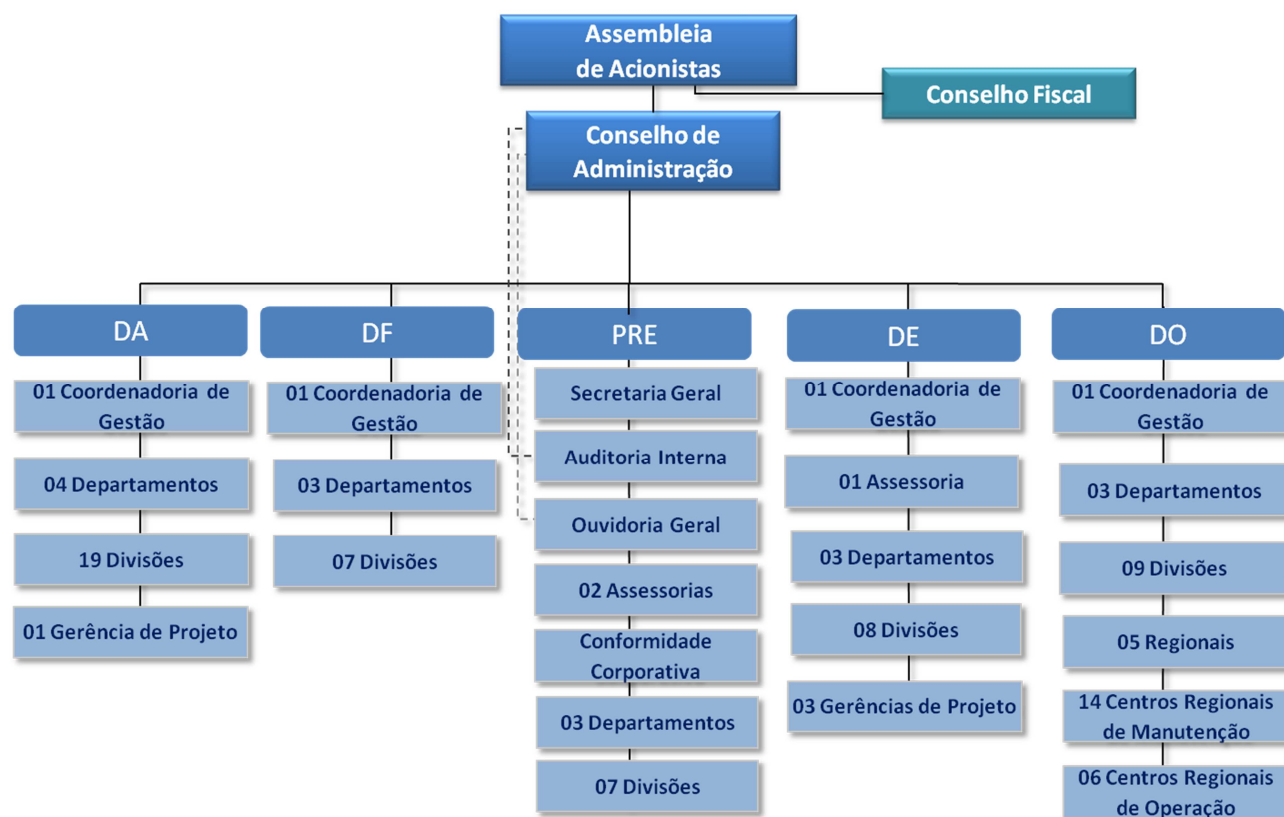 Assembleia
de Acionistas
Conselho Fiscal
Conselho de
Administração
DA
01 Coordenadoria de
Gestão
04 Departamentos
19 Divisões
01 Gerência de Projeto
DF
01 Coordenadoria de
Gestão
03 Departamentos
07 Divisões
PRE
Secretaria Geral
Auditoria Interna
Ouvidoria Geral
02 Assessorias
Conformidade
Corporativa
03 Departamentos
07 Divisões
DE
01 Coordenadoria de
Gestão
01 Assessoria
03 Departamentos
08 Divisões
03 Gerências de Projeto
DO
01 Coordenadoria de
Gestão
03 Departamentos
09 Divisões
05 Regionais
14 Centros Regionais
de Manutenção
06 Centros Regionais
de Operação